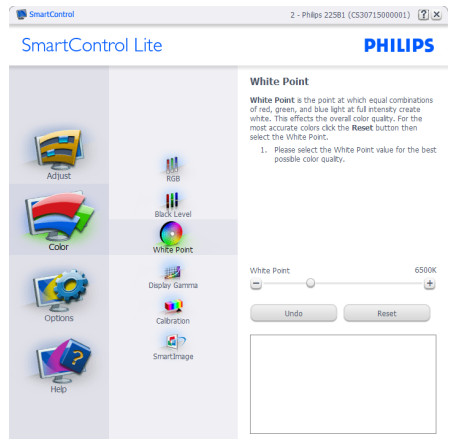 SmartControl
2 - Philips 225B1 (CS30715000001)
SmartControl Lite
PHILIPS
Adjust
Color
Options
Help
RGB
Black Level
White Point
Display Gamma
Calibration
SmartImage
White Point
White Point is the point at which equal combinations
of red, green, and blue light at full intensity create
white. This effects the overall color quality. For the
most accurate colors click the Reset button then
select the White Point.
1. Please select the White Point value for the best
possible color quality.
White Point 6500K
Undo
Reset